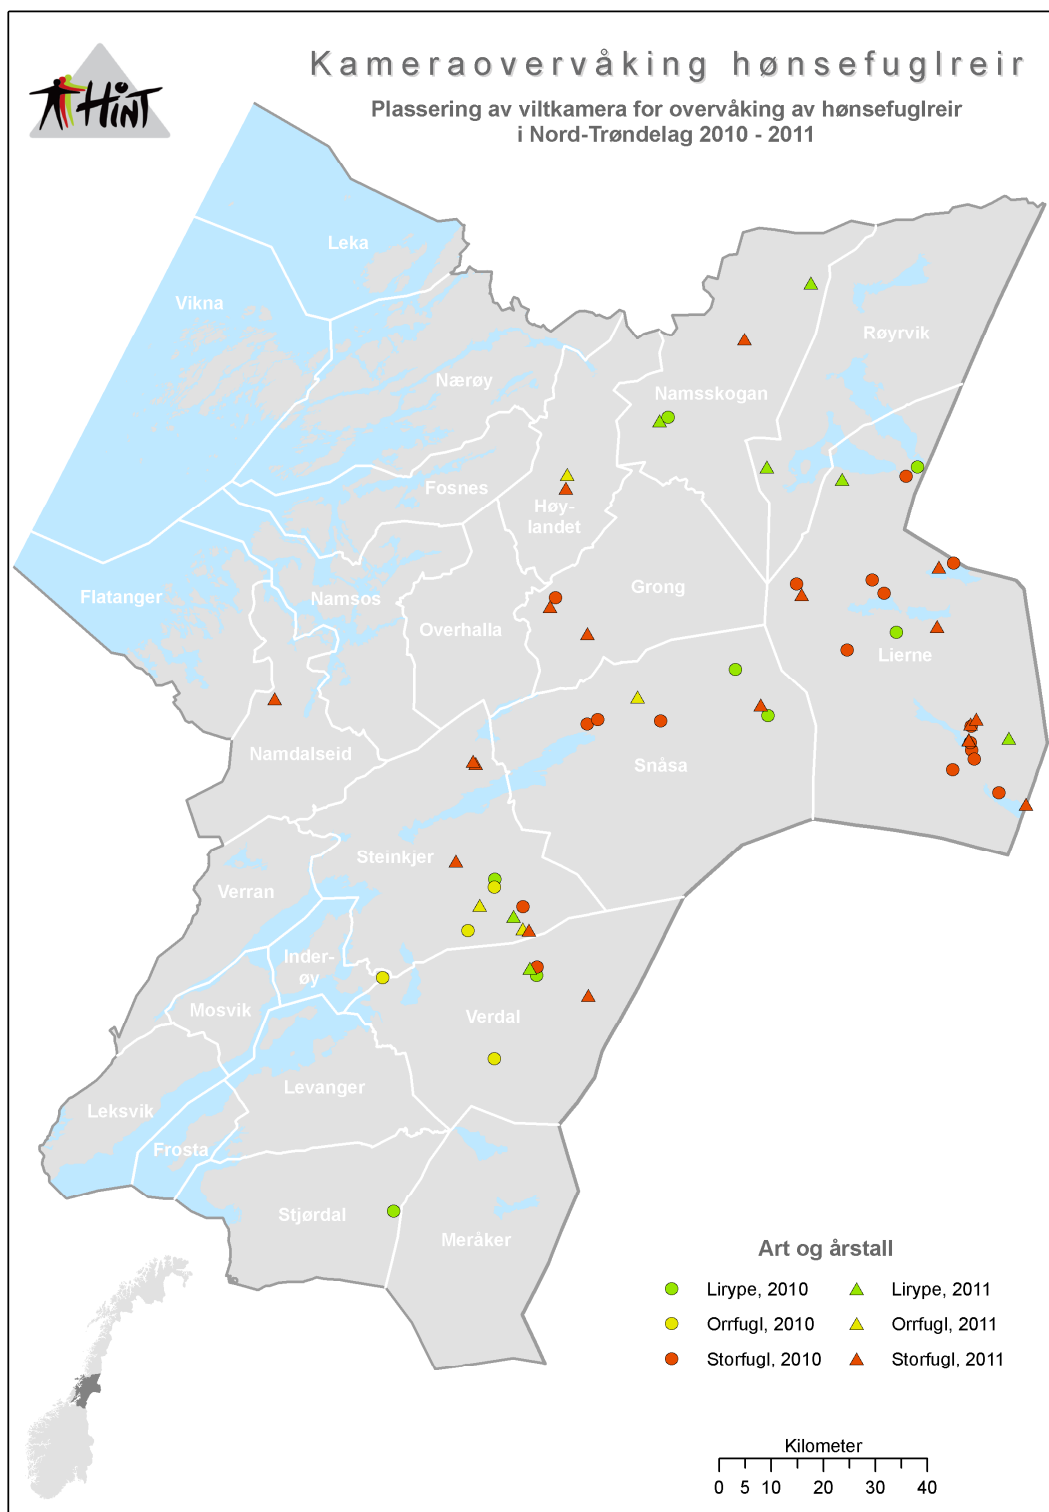 HiNT
Kameraovervåking hønsefuglreir
Plassering av viltkamera for overvåking av hønsefuglreir
i Nord-Trøndelag 2010 - 2011
Leka
Vikna
Røyrvik
Nærøy
Namsskogan
Fosnes
Høy-
landet
Grong
Flatanger
Namsos
Overhalla
Lierne
Namdalseid
Snåsa
Steinkjer
Verran
Inder-
øy
Mosvik
Verdal
Levanger
Leksvik
Frosta
Stjørdal
Meråker
Art og årstall
Lirype, 2010
Lirype, 2011
Orrfugl, 2010
Orrfugl, 2011
Storfugl, 2010
Storfugl, 2011
Kilometer
0 5 10 20 30 40